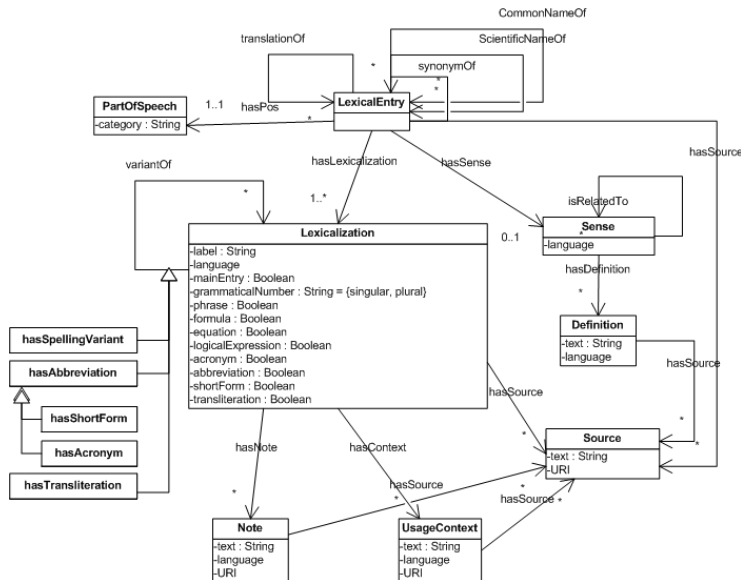 CommonNameOf
translationOf
ScientificNameOf
*
synonymOf
*
*
PartOfSpeech
-category : String
1..1
hasPos
*
LexicalEntry
*
hasSource
variantOf
*
hasLexicalization
hasSense
1..*
isRelatedTo
Lexicalization
-label : String
-language
-mainEntry : Boolean
-grammaticalNumber : String = {singular, plural}
-phrase : Boolean
-formula : Boolean
-equation : Boolean
-logicalExpression : Boolean
-acronym : Boolean
-abbreviation : Boolean
-shortForm : Boolean
-transliteration : Boolean
0..1
Sense
*
-language
hasDefinition
*
Definition
-text : String
-language
hasSource
hasSpellingVariant
hasAbbreviation
hasShortForm
hasAcronym
hasTransliteration
hasSource
*
*
*
Source
-text : String
-URI
hasNote
hasContext
hasSource
*
*
hasSource
*
*
*
Note
-text : String
-language
-URI
UsageContext
-text : String
-language
-URI